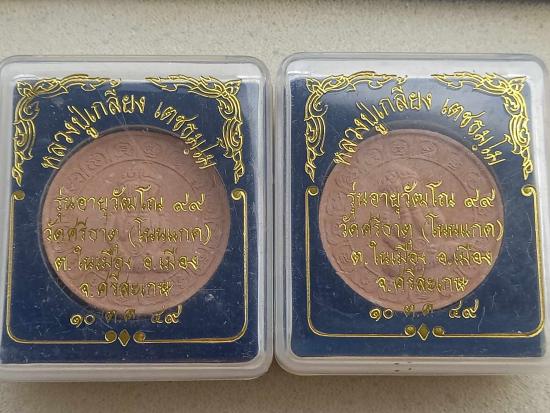 หลวงปู่เกลี้ยง เตชธมฺโม
รุ่นอายุวัฒโณ ๙๙
วัดศรีธาตุ (โนนแกด)
ต.ในเมือง อ.เมือง
จ.ศรีสะเกษ
๑๐ ต.ค ๔๙
หลวงปู่เกลี้ยง เตชธมฺโม
รุ่นอายุวัฒโณ ๙๙
วัดศรีธาตุ (โนนแกด)
ต.ในเมือง อ.เมือง
จ.ศรีสะเกษ
๑๐ ต.ค ๔๙